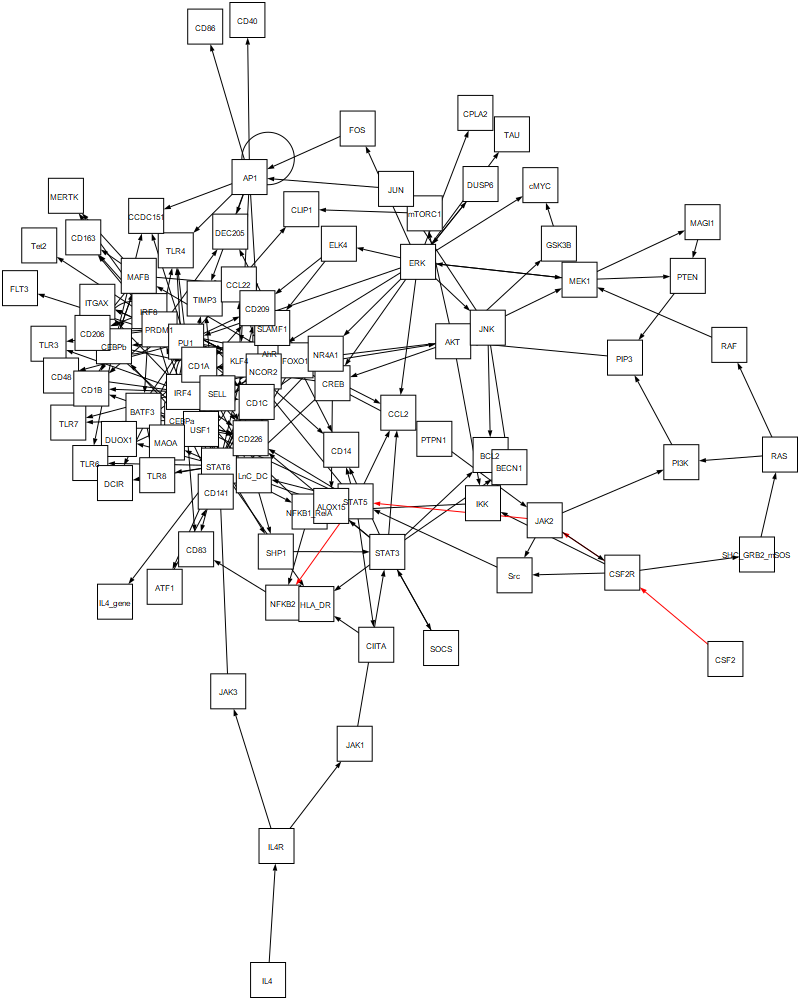 CD86
CD40
CPLA2
FOS
TAU
AP1
JUN
DUSP6
cMYC
MERTK
CCDC151
CLIP1
mTORC1
MAGI1
Tet2
CD163
TLR4
DEC205
ELK4
GSK3B
ERK
MAFB
CCL22
MEK1
PTEN
FLT3
ITGAX
TIMP3
CD209
IRF8
PRDM1
SLAMF1
CD206
TLR3
CEBPb
PU1
AhR
NR4A1
AKT
JNK
RAF
PIP3
CD48
CD1A
KLF4
FOXO1
NCOR2
CREB
CD1B
IRF4
SELL
CD1C
TLR7
BATF3
CEBPa
CCL2
DUOX1
MAOA
USF1
CD226
PTPN1
TLR6
CD14
BCL2
RAS
PI3K
DCIR
TLR8
STAT6
LnC_DC
BECN1
CD141
NFKB1_RelA
ALOX15
STAT5
IKK
JAK2
CD83
SHP1
STAT3
SHC_GRB2_mSOS
Src
CSF2R
ATF1
IL4_gene
NFKB2
HLA_DR
CIITA
SOCS
CSF2
JAK3
JAK1
IL4R
IL4